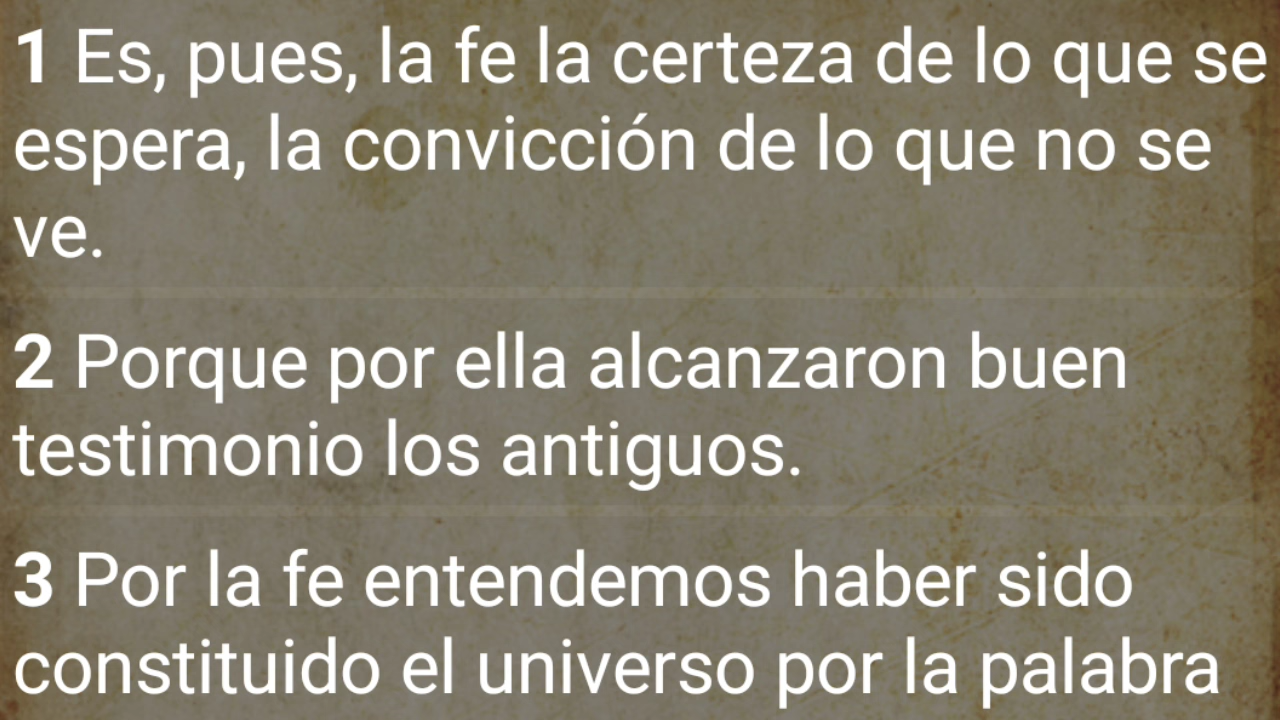 1 Es, pues, la fe la certeza de lo que se
espera, la convicción de lo que no se
ve.
2 Porque por ella alcanzaron buen
testimonio los antiguos.
3 Por la fe entendemos haber sido
constituido el universo por la palabra